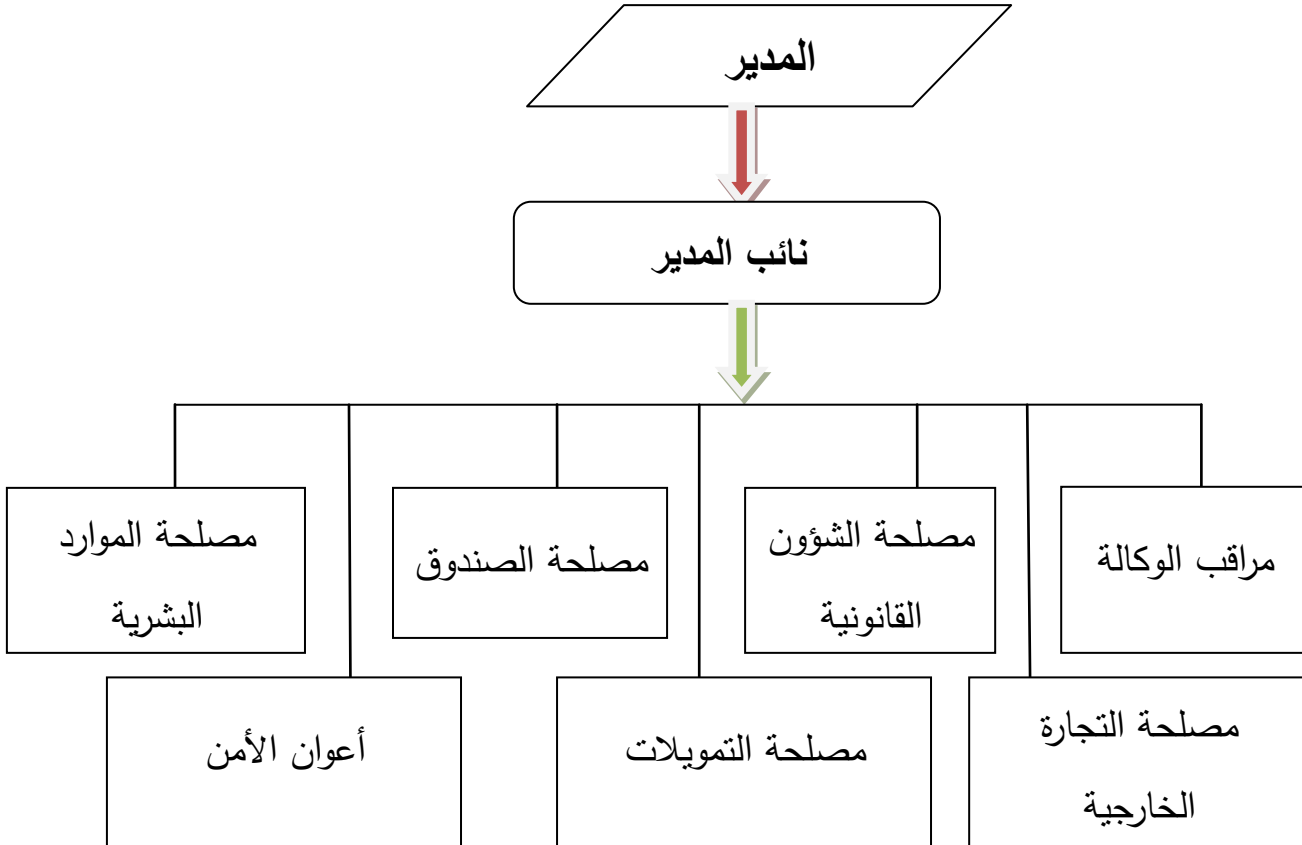 المدير
نائب المدير
مراقب الوكالة
مصلحة الشؤون
القانونية
مصلحة الصندوق
مصلحة الموارد
البشرية
مصلحة التجارة
الخارجية
مصلحة التمويلات
أعوان الأمن